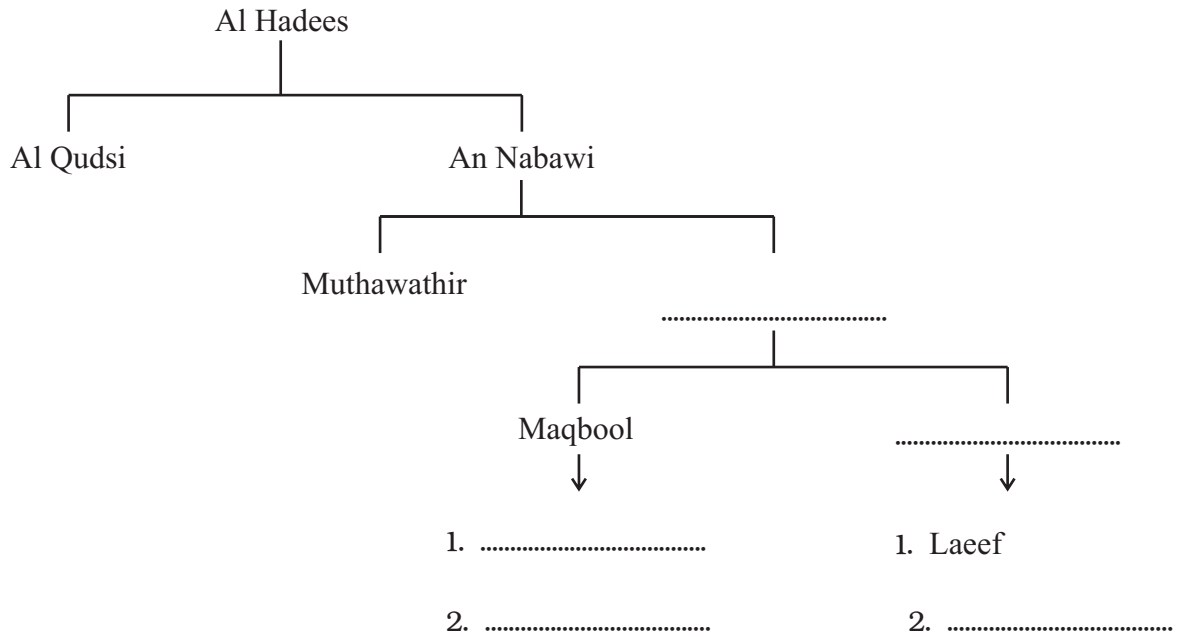 Al Hadees
Al Qudsi
An Nabawi
Muthawathir
....................................
Maqbool
....................................
1. ....................................
1. Laeef
2. ....................................
2. ....................................